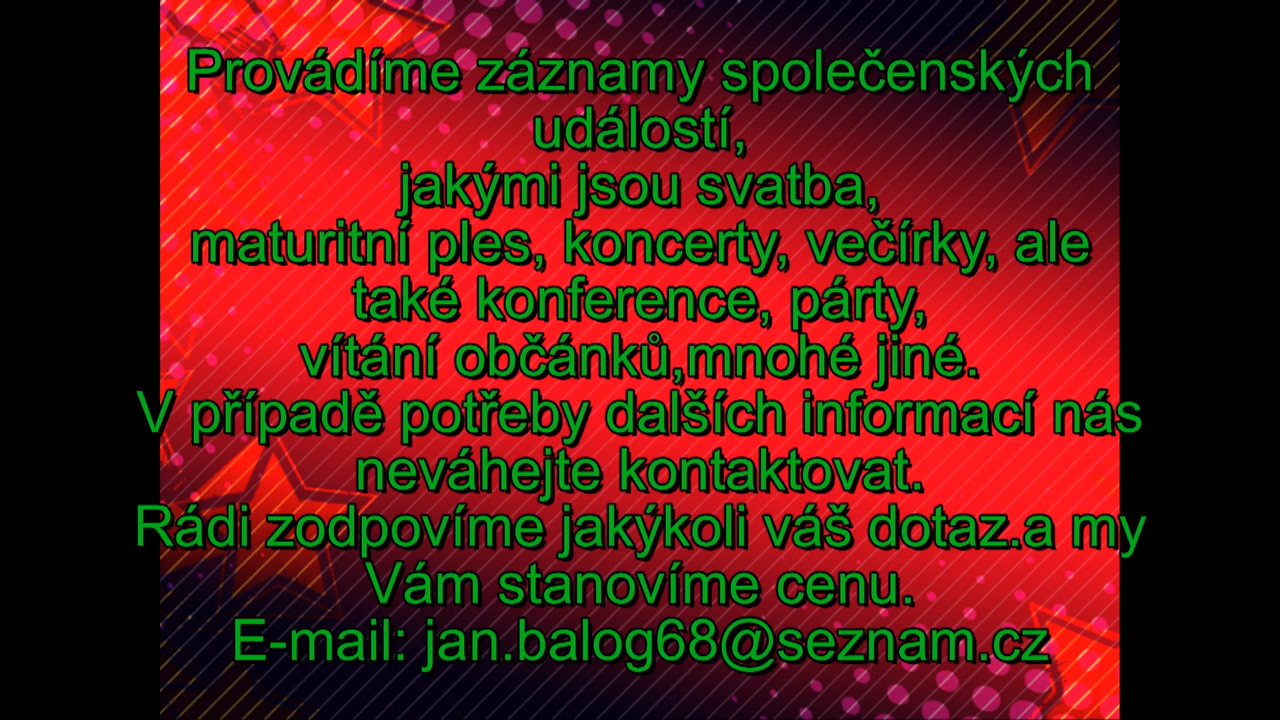 Provádíme záznamy společenských
událostí,
jakými jsou svatba,
maturitní ples, koncerty, večírky, ale
také konference, párty,
vítání občánků,mnohé jiné.
V případě potřeby dalších informací nás
neváhejte kontaktovat.
Rádi zodpovíme jakýkoli váš dotaz.a my
Vám stanovíme cenu.
E-mail: jan.balog68@seznam.cz